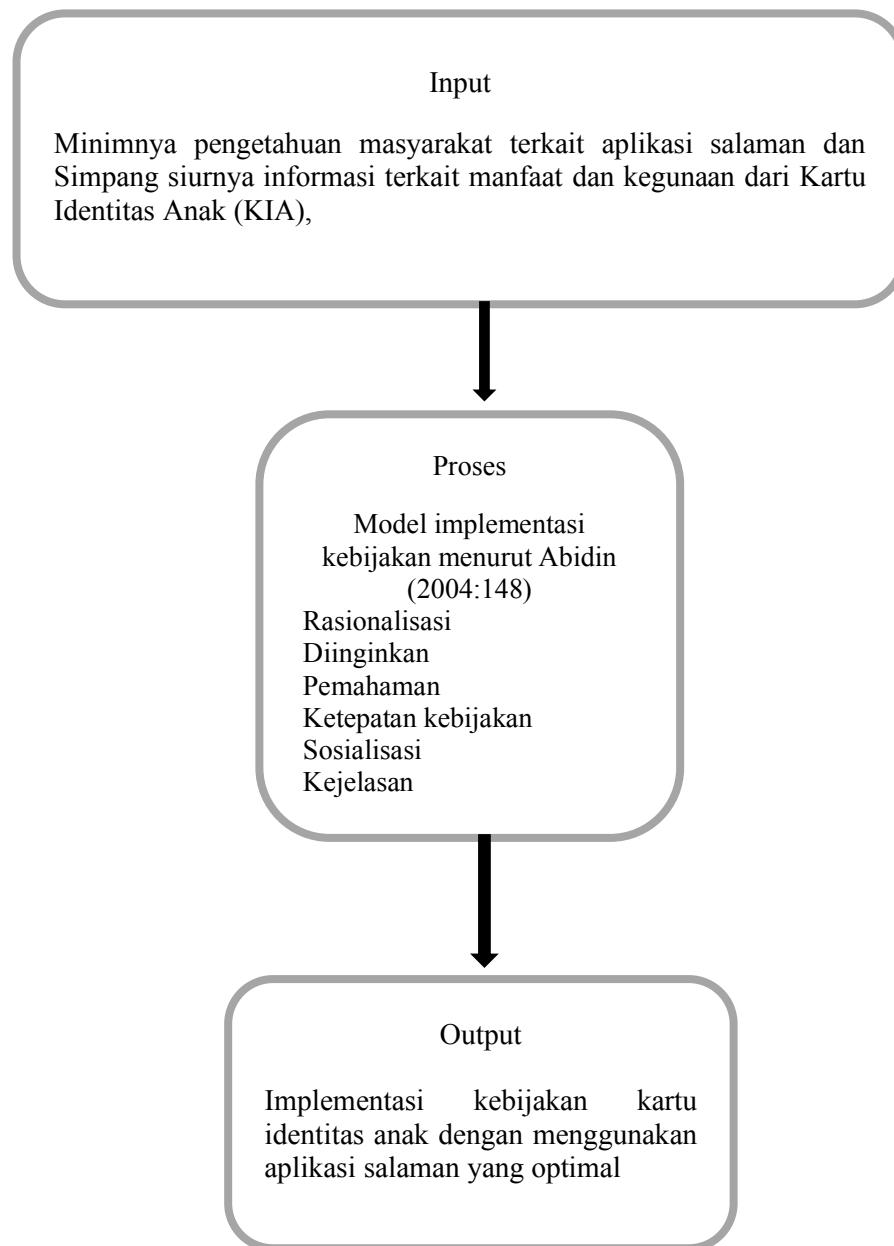 Input
Minimnya pengetahuan masyarakat terkait aplikasi salaman dan
Simpang siurnya informasi terkait manfaat dan kegunaan dari Kartu
Identitas Anak (KIA),
Proses
Model implementasi
kebijakan menurut Abidin
(2004:148)
Rasionalisasi
Diinginkan
Pemahaman
Ketepatan kebijakan
Sosialisasi
Kejelasan
Output
Implementasi kebijakan kartu
identitas anak dengan menggunakan
aplikasi salaman yang optimal